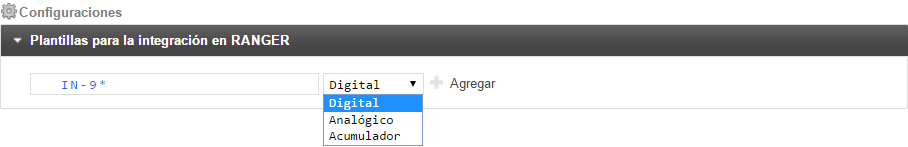 Configuraciones
Plantillas para la integración en RANGER
IN-9* Digital Agregar
Digital
Analógico
Acumulador